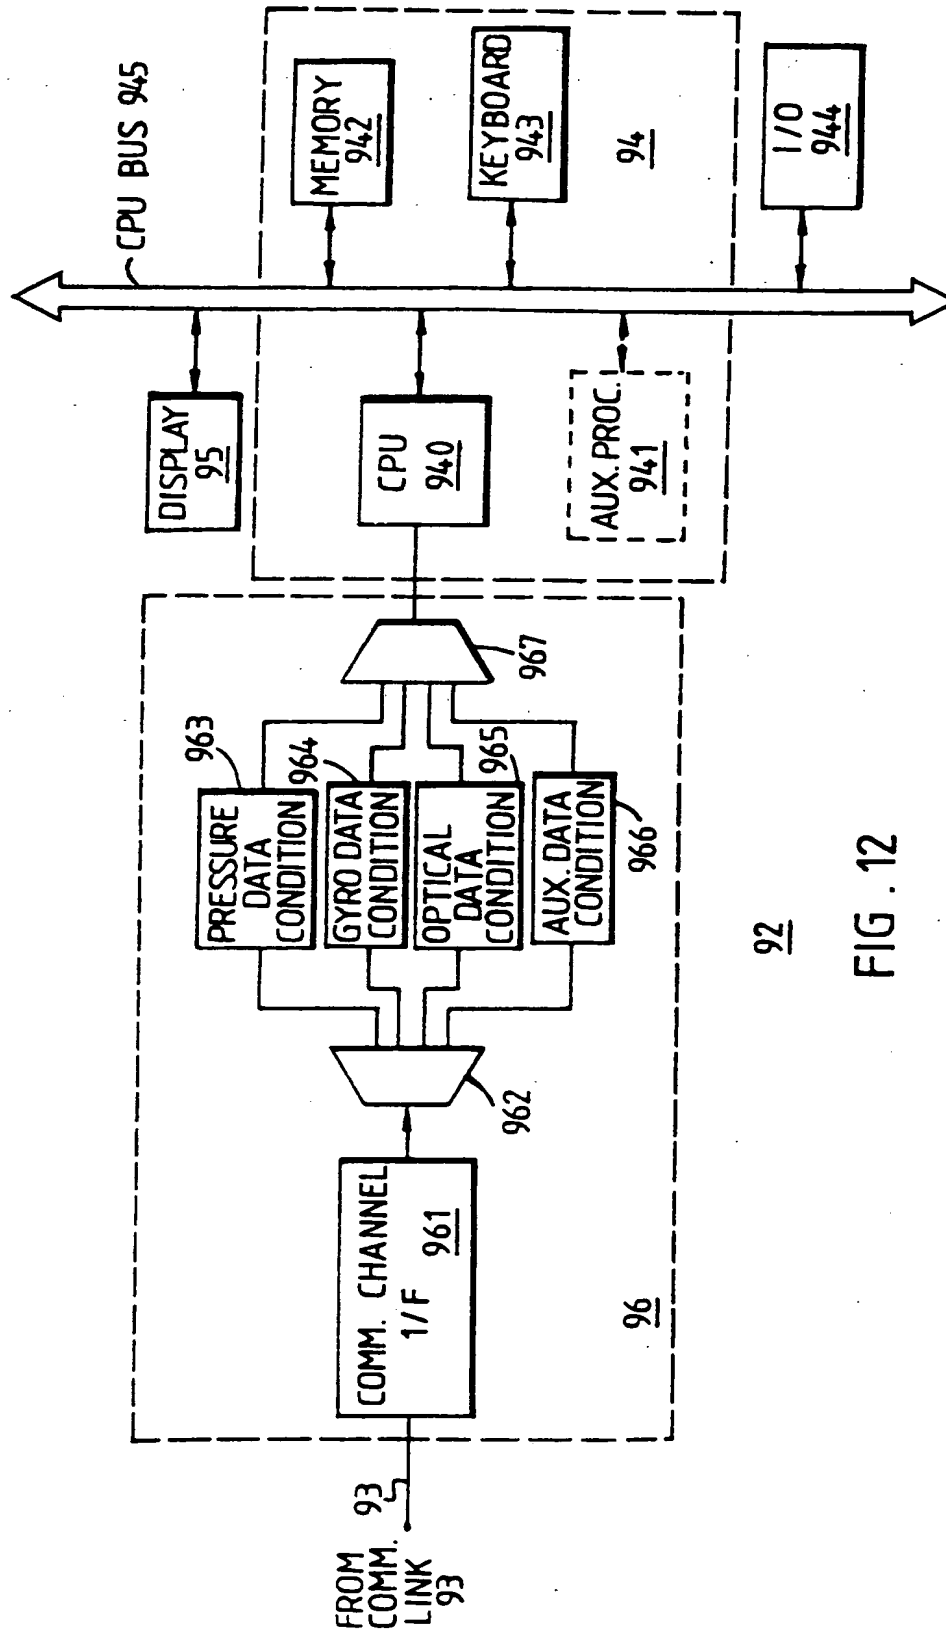 FROM
COMM.
LINK
93
93
COMM. CHANNEL
1/F
961
96
962
PRESSURE
DATA
CONDITION
963
GYRO DATA
CONDITION
964
OPTICAL
DATA
CONDITION
965
AUX. DATA
CONDITION
966
967
DISPLAY
95
CPU
940
AUX. PROC.
941
CPU BUS 945
MEMORY
942
KEYBOARD
943
94
I/O
944
92
FIG. 12